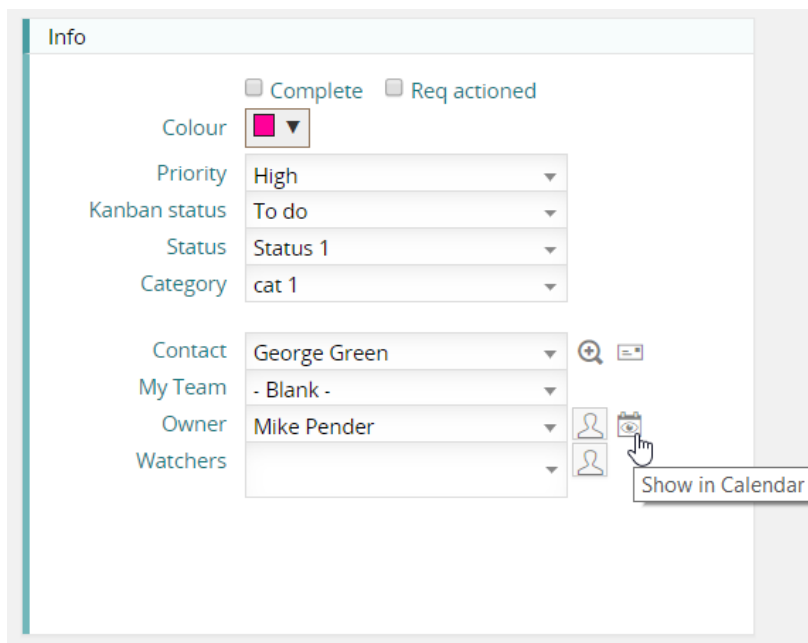 Info
Complete Req actioned
Colour
Priority High
Kanban status To do
Status Status 1
Category cat 1
Contact George Green
My Team - Blank -
Owner Mike Pender
Watchers
Show in Calendar